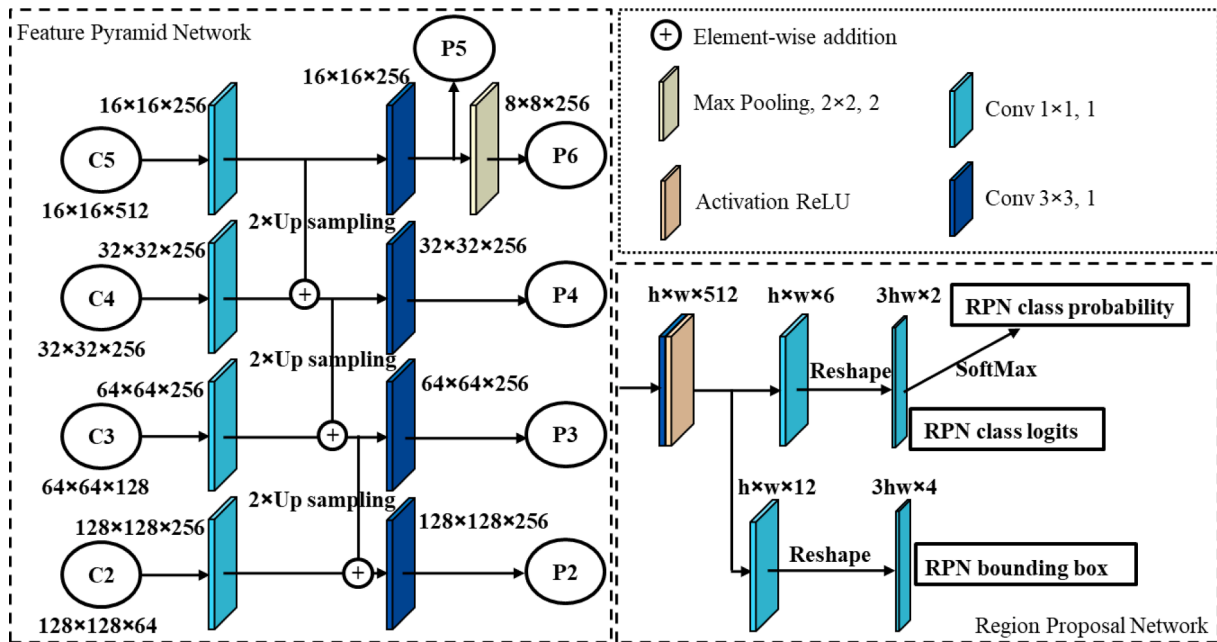 Feature Pyramid Network
P5
16×16×256
16×16×256
8×8×256
C5
P6
16×16×512
2×Up sampling
32×32×256
32×32×256
C4
P4
32×32×256
2×Up sampling
64×64×256
64×64×256
C3
P3
64×64×128
2×Up sampling
128×128×256
128×128×256
C2
P2
128×128×64
Element-wise addition
Max Pooling, 2×2, 2
Conv 1×1, 1
Activation ReLU
Conv 3×3, 1
h×w×512
h×w×6
3hw×2
RPN class probability
Reshape
SoftMax
RPN class logits
h×w×12
3hw×4
Reshape
RPN bounding box
Region Proposal Network